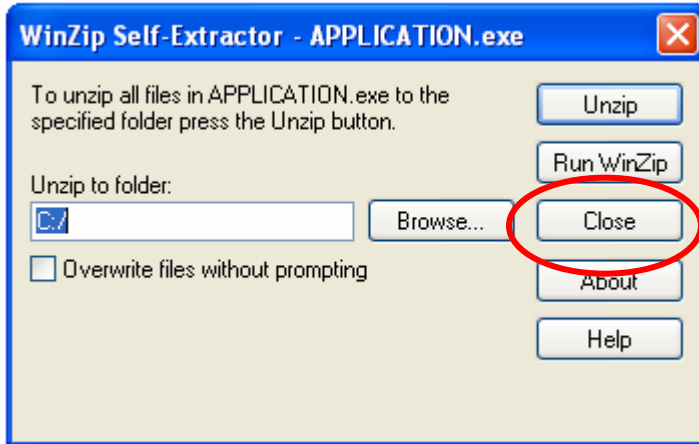 WinZip Self-Extractor - APPLICATION.exe
To unzip all files in APPLICATION.exe to the
specified folder press the Unzip button.
Unzip to folder:
C:/
Browse...
Overwrite files without prompting
Unzip
Run WinZip
Close
About
Help